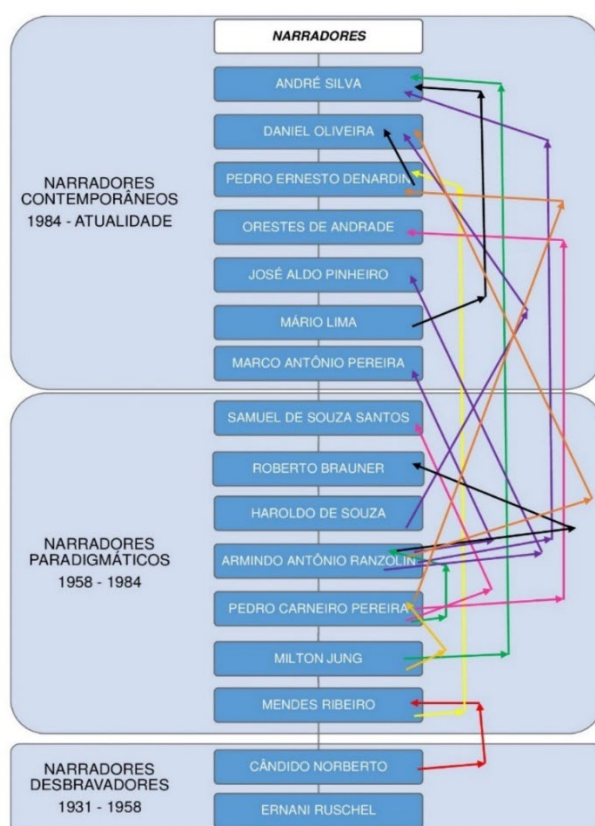 NARRADORES
ANDRÉ SILVA
DANIEL OLIVEIRA
PEDRO ERNESTO DENARDIN
NARRADORES
CONTEMPORÂNEOS
1984 - ATUALIDADE
ORESTES DE ANDRADE
JOSÉ ALDO PINHEIRO
MÁRIO LIMA
MARCO ANTÔNIO PEREIRA
SAMUEL DE SOUZA SANTOS
ROBERTO BRAUNER
HAROLDO DE SOUZA
NARRADORES
PARADIGMÁTICOS
1958 - 1984
ARMINDO ANTÔNIO RANZOLIN
PEDRO CARNEIRO PEREIRA
MILTON JUNG
MENDES RIBEIRO
NARRADORES
DESBRAVADORES
1931 - 1958
CÂNDIDO NORBERTO
ERNANI RUSCHEL